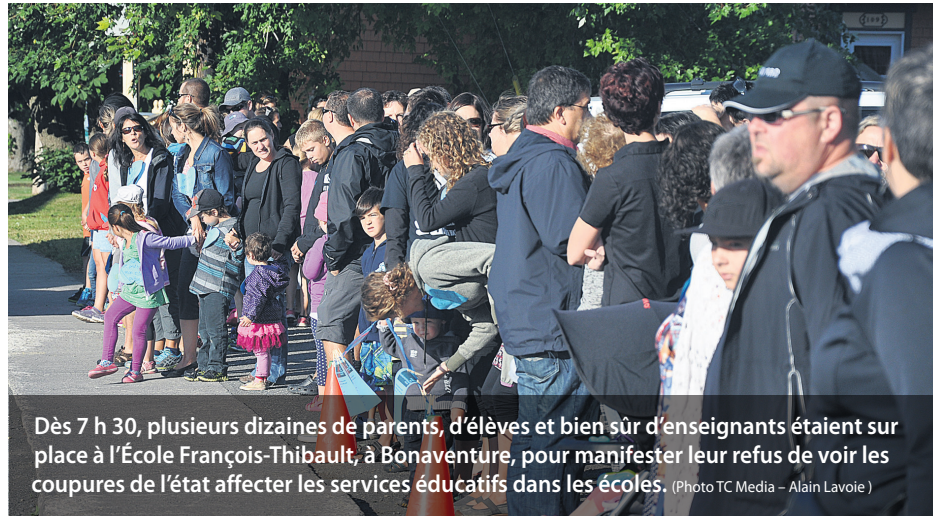 Dès 7 h 30, plusieurs dizaines de parents, d'élèves et bien sûr d'enseignants étaient sur
place à l'École François-Thibault, à Bonaventure, pour manifester leur refus de voir les
coupures de l'état affecter les services éducatifs dans les écoles. (Photo TC Media – Alain Lavoie )